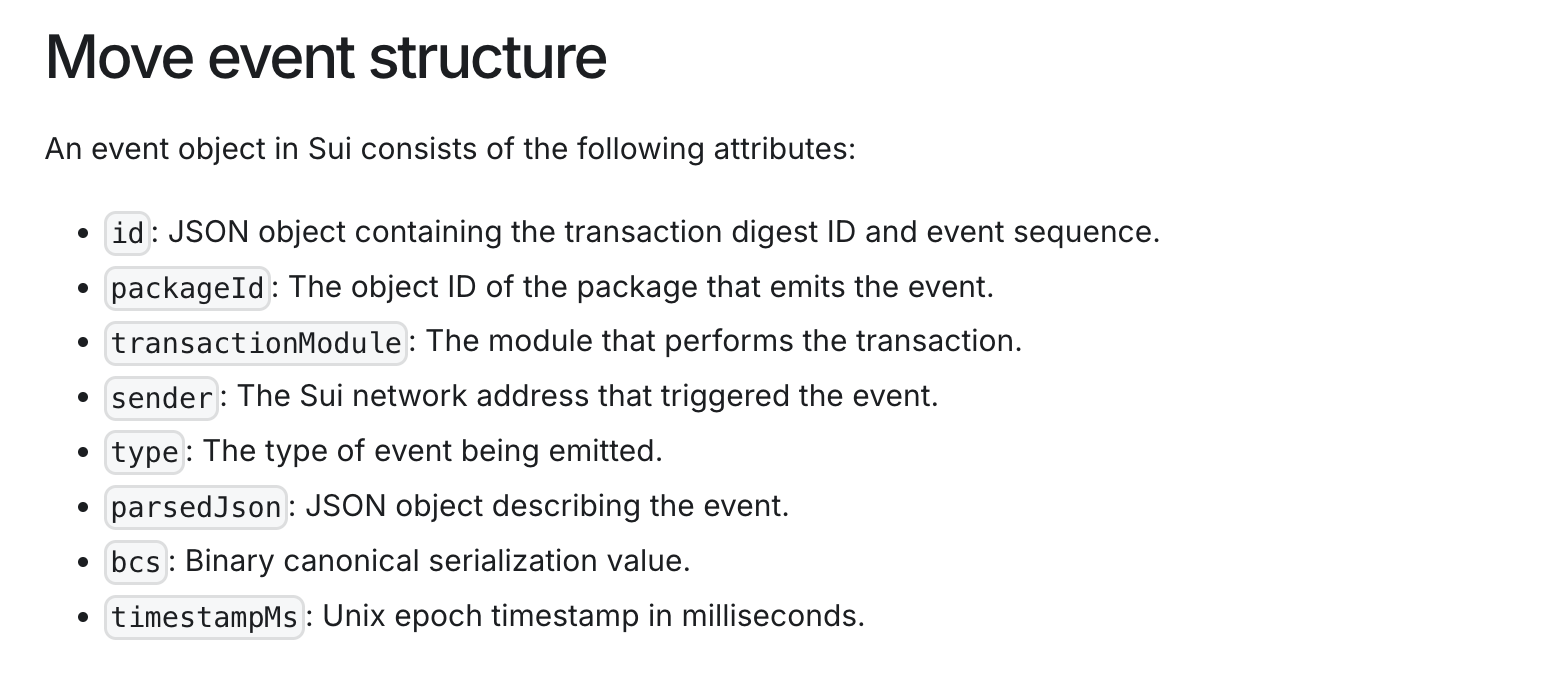 Move event structure
An event object in Sui consists of the following attributes:
• id: JSON object containing the transaction digest ID and event sequence.
• packageId: The object ID of the package that emits the event.
• transactionModule: The module that performs the transaction.
• sender: The Sui network address that triggered the event.
• type: The type of event being emitted.
• parsedJson: JSON object describing the event.
• bcs: Binary canonical serialization value.
• timestampMs: Unix epoch timestamp in milliseconds.